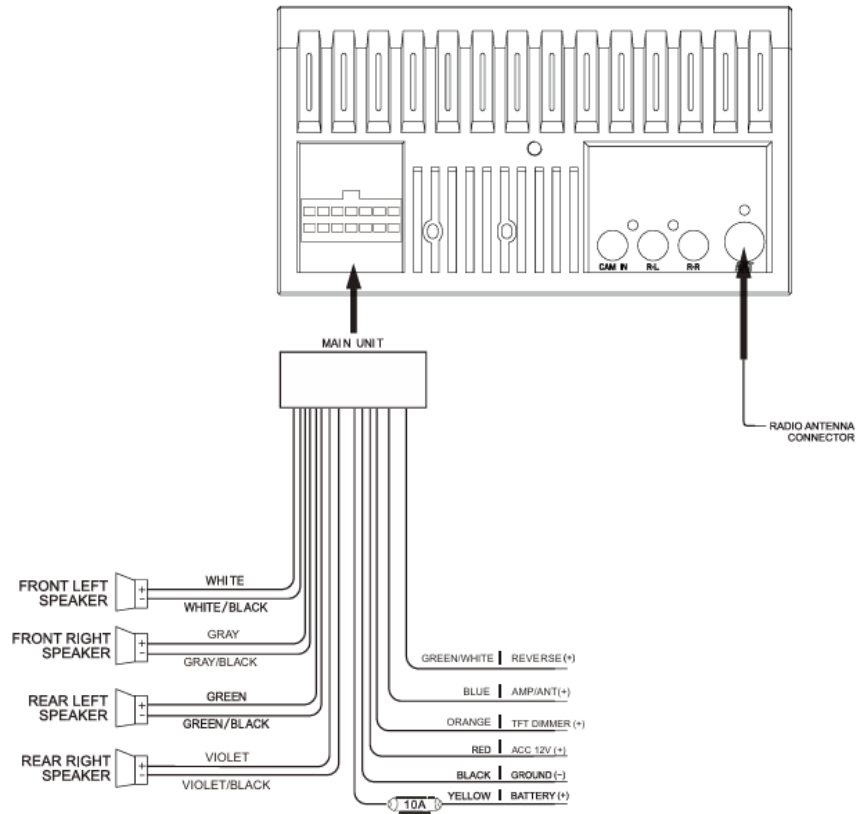 CAM IN
R-L
R-R
MAIN UNIT
RADIO ANTENNA
CONNECTOR
FRONT LEFT
SPEAKER
+
-
WHITE
WHITE/BLACK
FRONT RIGHT
SPEAKER
+
-
GRAY
GRAY/BLACK
REAR LEFT
SPEAKER
+
-
GREEN
GREEN/BLACK
REAR RIGHT
SPEAKER
+
-
VIOLET
VIOLET/BLACK
GREEN/WHITE | REVERSE (+)
BLUE | AMP/ANT(+)
ORANGE | TFT DIMMER (+)
RED | ACC 12V (+)
BLACK | GROUND (-)
10A YELLOW | BATTERY (+)